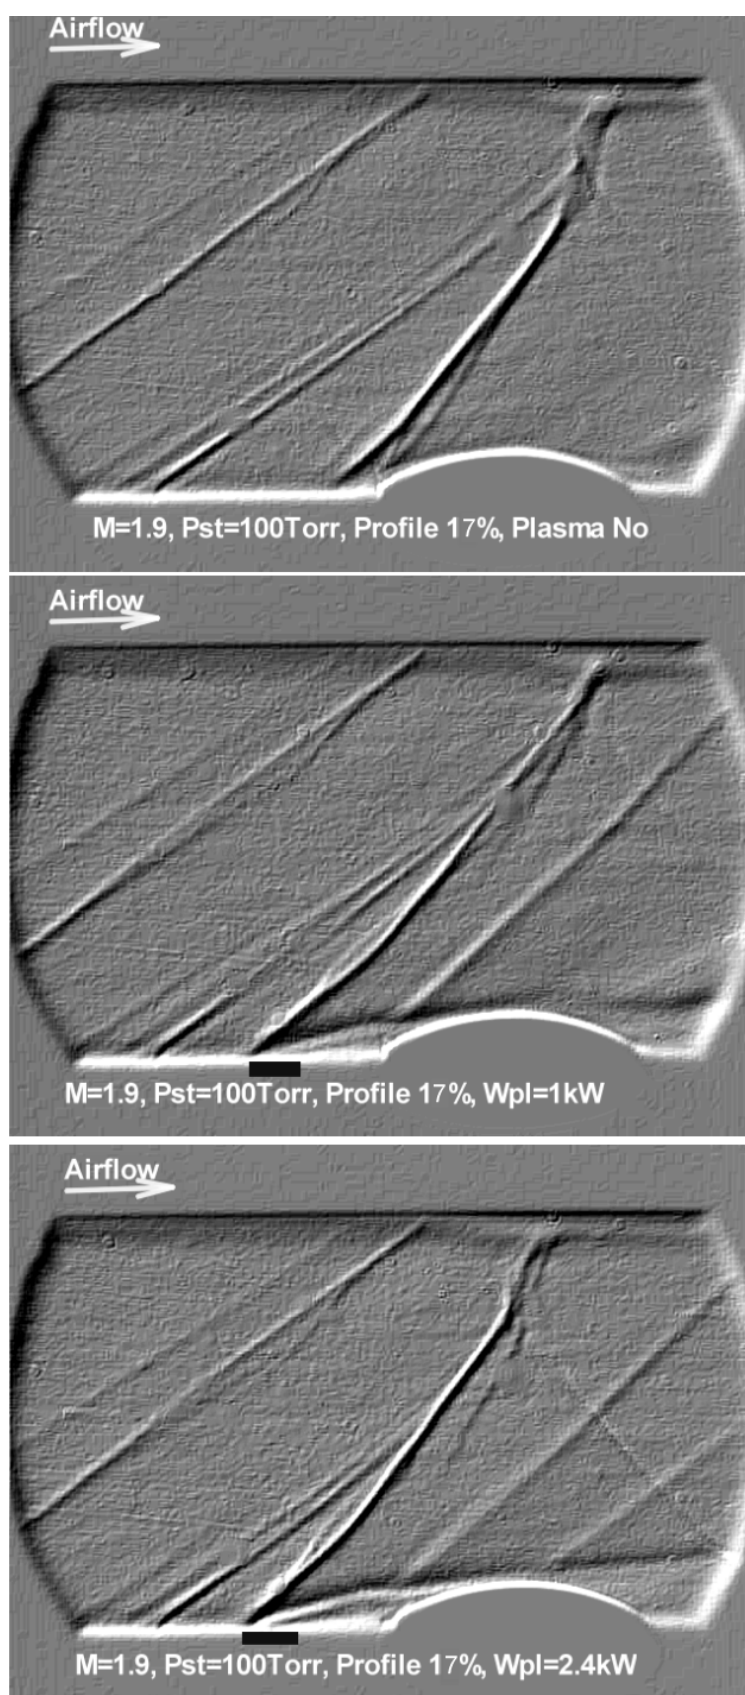 Airflow
M=1.9, Pst=100Torr, Profile 17%, Plasma No
Airflow
M=1.9, Pst=100Torr, Profile 17%, Wpl=1kW
Airflow
M=1.9, Pst=100Torr, Profile 17%, Wpl=2.4kW